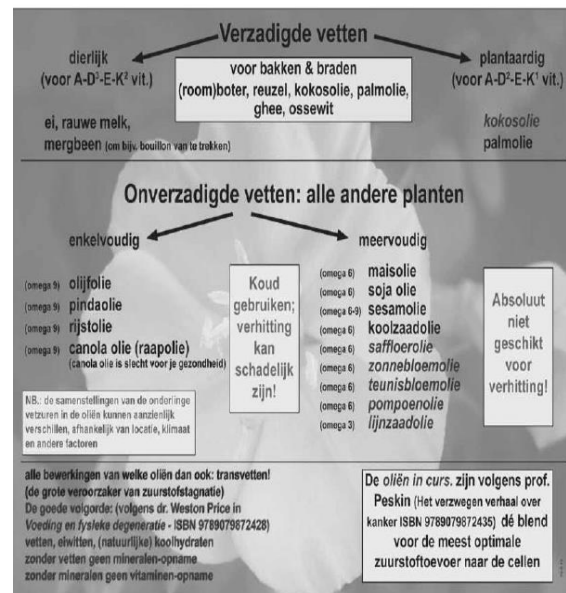 Verzadigde vetten
dierlijk
(voor A-D³-E-K² vit.)
voor bakken & braden
(room)boter, reuzel, kokosolie, palmolie,
ghee, ossewit
plantaardig
(voor A-D²-E-K¹ vit.)
ei, rauwe melk,
mergbeen (om bijv. bouillon van te trekken)
kokosolie
palmolie
Onverzadigde vetten: alle andere planten
enkelvoudig
meervoudig
(omega 9) olijfolie
(omega 9) pindaolie
(omega 9) rijstolie
(omega 9) canola olie (raapolie)
(canola olie is slecht voor je gezondheid)
Koud
gebruiken;
verhitting
kan
schadelijk
zijn!
(omega 6) maisolie
(omega 6) soja olie
(omega 6-9) sesamolie
(omega 6) koolzaadolie
(omega 6) saffloerolie
(omega 6) zonnebloemolie
(omega 6) teunisbloemolie
(omega 6) pompoenolie
(omega 3) lijnzaadolie
Absoluut
niet
geschikt
voor
verhitting!
NB.: de samenstellingen van de onderlinge
vetzuren in de oliën kunnen aanzienlijk
verschillen, afhankelijk van locatie, klimaat
en andere factoren
alle bewerkingen van welke oliën dan ook: transvetten!
(de grote veroorzaker van zuurstofstagnatie)
De goede volgorde: (volgens dr. Weston Price in
Voeding en fysieke degeneratie - ISBN 9789079872428)
vetten, eiwitten, (natuurlijke) koolhydraten
zonder vetten geen mineralen-opname
zonder mineralen geen vitaminen-opname
De oliën in curs. zijn volgens prof.
Peskin (Het verzwegen verhaal over
kanker ISBN 9789079872435) dé blend
voor de meest optimale
zuurstoftoevoer naar de cellen